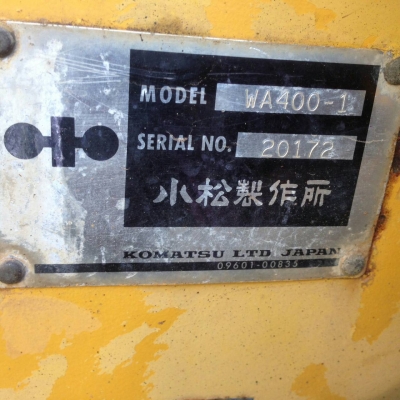 MODEL WA400-1
SERIAL NO. 20172
小松製作所
KOMATSU LTD. JAPAN
09601-00835